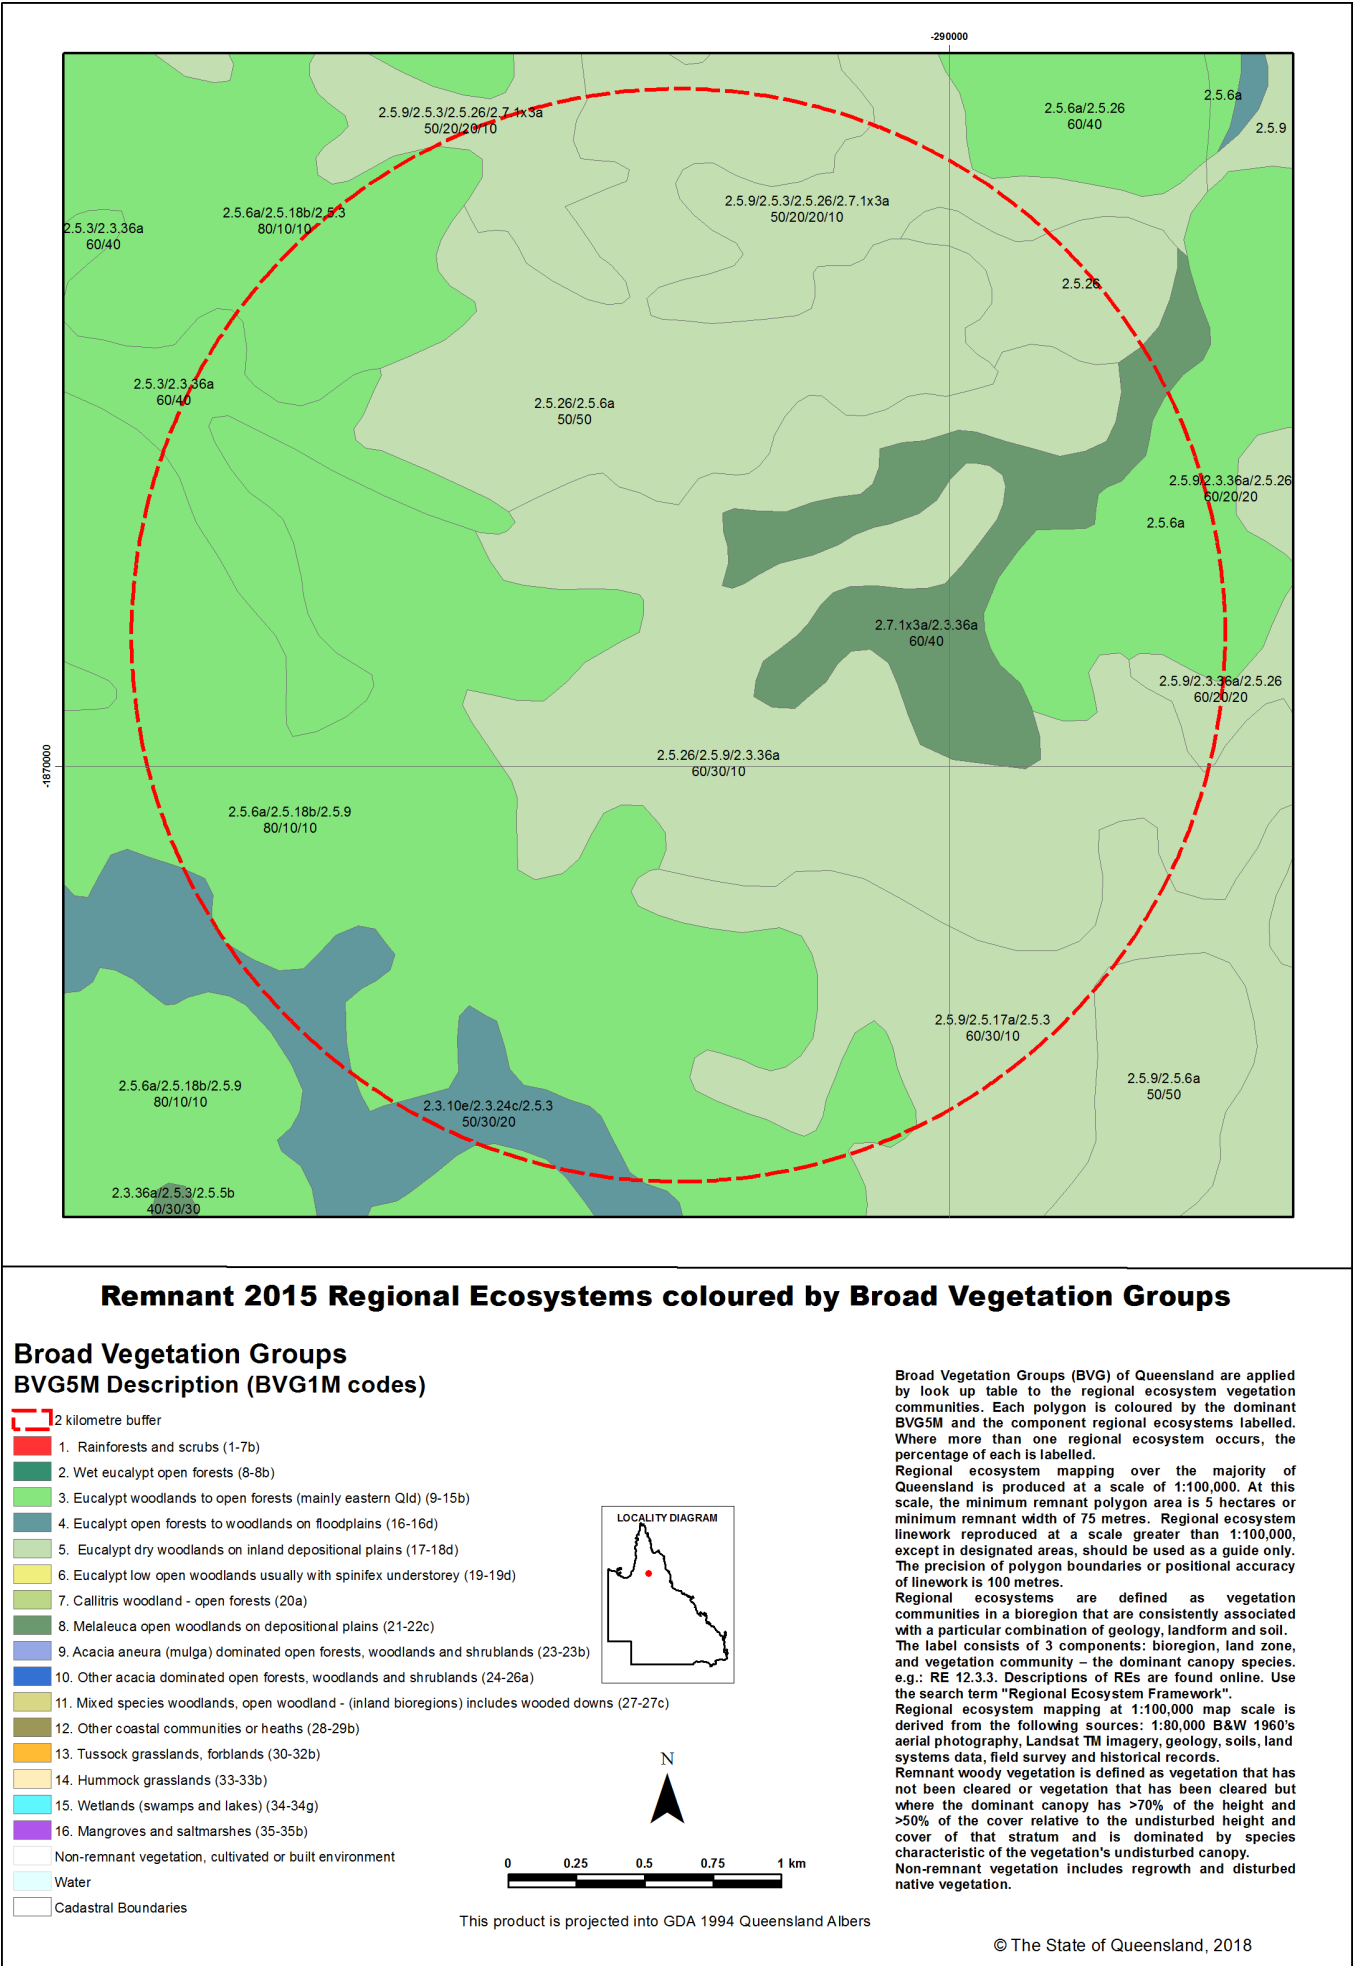 -290000
2.5.6a
2.5.6a/2.5.26
60/40
2.5.9/2.5.3/2.5.26/2.7.1x3a
50/20/20/10
2.5.9
2.5.9/2.5.3/2.5.26/2.7.1x3a
50/20/20/10
2.5.6a/2.5.18b/2.5.3
80/10/10
2.5.3/2.3.36a
60/40
2.5.26
2.5.3/2.3.36a
60/40
2.5.26/2.5.6a
50/50
2.5.9/2.3.36a/2.5.26
60/20/20
2.5.6a
2.7.1x3a/2.3.36a
60/40
2.5.9/2.3.36a/2.5.26
60/20/20
-1870000
2.5.26/2.5.9/2.3.36a
60/30/10
2.5.6a/2.5.18b/2.5.9
80/10/10
2.5.9/2.5.17a/2.5.3
60/30/10
2.5.9/2.5.6a
50/50
2.5.6a/2.5.18b/2.5.9
80/10/10
2.3.10e/2.3.24c/2.5.3
50/30/20
2.3.36a/2.5.3/2.5.5b
40/30/30
Remnant 2015 Regional Ecosystems coloured by Broad Vegetation Groups
Broad Vegetation Groups
BVG5M Description (BVG1M codes)
2 kilometre buffer
1. Rainforests and scrubs (1-7b)
2. Wet eucalypt open forests (8-8b)
3. Eucalypt woodlands to open forests (mainly eastern Qld) (9-15b)
4. Eucalypt open forests to woodlands on floodplains (16-16d)
5. Eucalypt dry woodlands on inland depositional plains (17-18d)
6. Eucalypt low open woodlands usually with spinifex understorey (19-19d)
7. Callitris woodland - open forests (20a)
8. Melaleuca open woodlands on depositional plains (21-22c)
9. Acacia aneura (mulga) dominated open forests, woodlands and shrublands (23-23b)
10. Other acacia dominated open forests, woodlands and shrublands (24-26a)
11. Mixed species woodlands, open woodland - (inland bioregions) includes wooded downs (27-27c)
12. Other coastal communities or heaths (28-29b)
13. Tussock grasslands, forblands (30-32b)
14. Hummock grasslands (33-33b)
15. Wetlands (swamps and lakes) (34-34g)
16. Mangroves and saltmarshes (35-35b)
Non-remnant vegetation, cultivated or built environment
Water
Cadastral Boundaries
LOCALITY DIAGRAM
N
0 0.25 0.5 0.75 1 km
This product is projected into GDA 1994 Queensland Albers
Broad Vegetation Groups (BVG) of Queensland are applied
by look up table to the regional ecosystem vegetation
communities. Each polygon is coloured by the dominant
BVG5M and the component regional ecosystems labelled.
Where more than one regional ecosystem occurs, the
percentage of each is labelled.
Regional ecosystem mapping over the majority of
Queensland is produced at a scale of 1:100,000. At this
scale, the minimum remnant polygon area is 5 hectares or
minimum remnant width of 75 metres. Regional ecosystem
linework reproduced at a scale greater than 1:100,000,
except in designated areas, should be used as a guide only.
The precision of polygon boundaries or positional accuracy
of linework is 100 metres.
Regional ecosystems are defined as vegetation
communities in a bioregion that are consistently associated
with a particular combination of geology, landform and soil.
The label consists of 3 components: bioregion, land zone,
and vegetation community – the dominant canopy species.
e.g.: RE 12.3.3. Descriptions of REs are found online. Use
the search term "Regional Ecosystem Framework".
Regional ecosystem mapping at 1:100,000 map scale is
derived from the following sources: 1:80,000 B&W 1960's
aerial photography, Landsat TM imagery, geology, soils, land
systems data, field survey and historical records.
Remnant woody vegetation is defined as vegetation that has
not been cleared or vegetation that has been cleared but
where the dominant canopy has >70% of the height and
>50% of the cover relative to the undisturbed height and
cover of that stratum and is dominated by species
characteristic of the vegetation's undisturbed canopy.
Non-remnant vegetation includes regrowth and disturbed
native vegetation.
© The State of Queensland, 2018